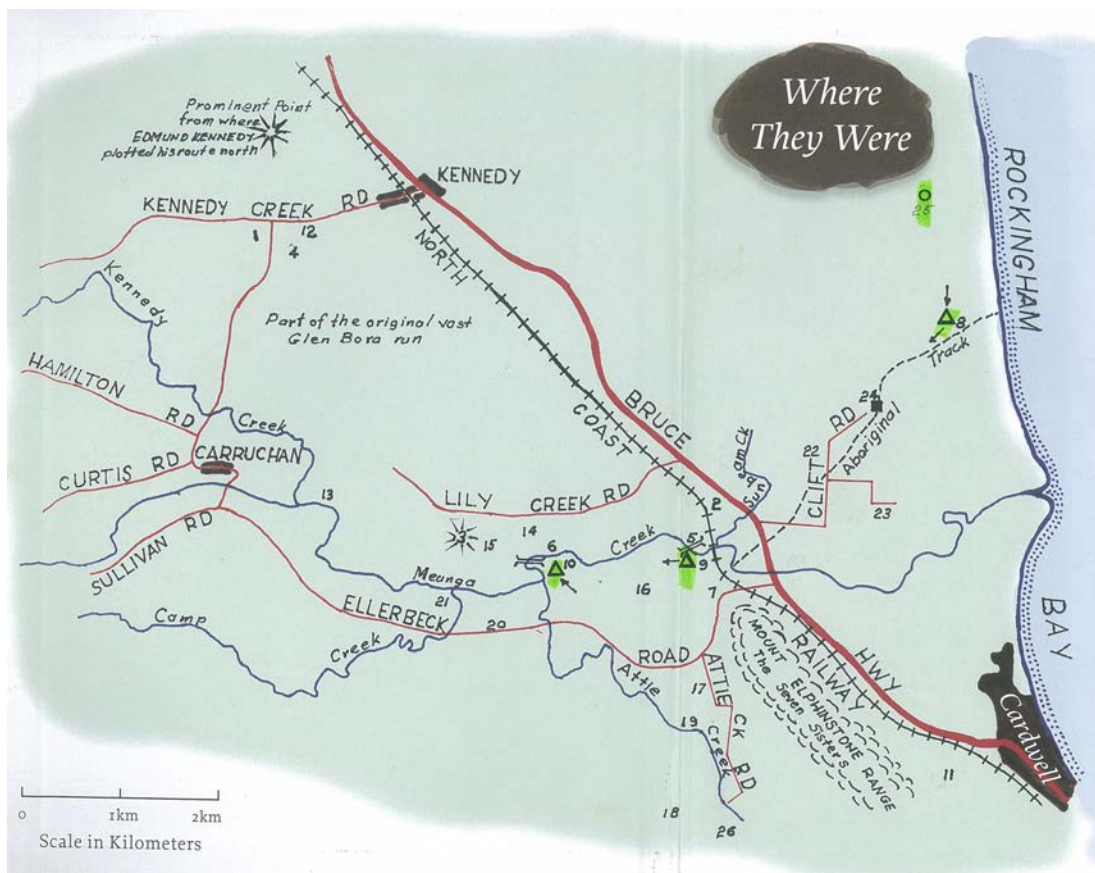 Where
They Were
Prominent Point
from where
EDMUND KENNEDY
plotted his route north
KENNEDY
KENNEDY CREEK RD
1
12
4
25
ROCKINGHAM
BAY
Kennedy
Creek
Part of the original vast
Glen Bora run
NORTH
COAST
RAILWAY
BRUCE
HWY
8
Track
Aboriginal
24
HAMILTON
RD
CURTIS RD
CARRUCHAN
SULLIVAN
RD
13
LILY CREEK RD
14
3
15
2
22
CLIFT
RD
23
5
6
10
9
Creek
Meunga
21
16
7
ELLERBECK
20
ROAD
Camp
Creek
Attie
Creek
ATTIE
CK
RD
17
19
18
26
MOUNT ELPHINSTONE RANGE
The Seven Sisters
11
Cardwell
0 1km 2km
Scale in Kilometers